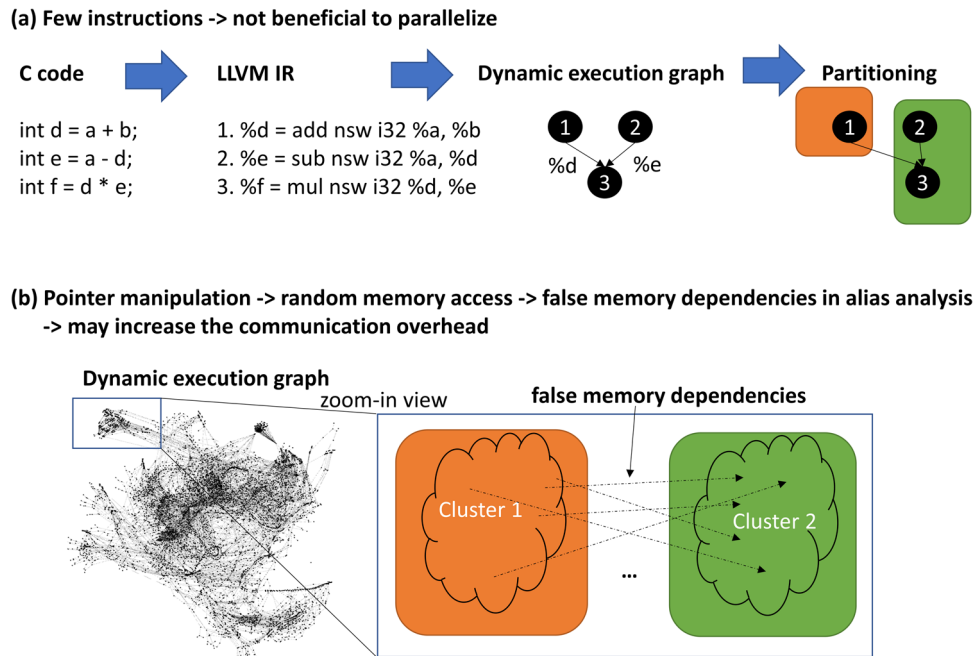 (a) Few instructions -> not beneficial to parallelize
C code
LLVM IR
Dynamic execution graph
Partitioning
int d = a + b;
int e = a - d;
int f = d * e;
1. %d = add nsw i32 %a, %b
2. %e = sub nsw i32 %a, %d
3. %f = mul nsw i32 %d, %e
1 2
%d %e
3
1 2
3
(b) Pointer manipulation -> random memory access -> false memory dependencies in alias analysis
-> may increase the communication overhead
Dynamic execution graph
zoom-in view
false memory dependencies
Cluster 1
Cluster 2
...